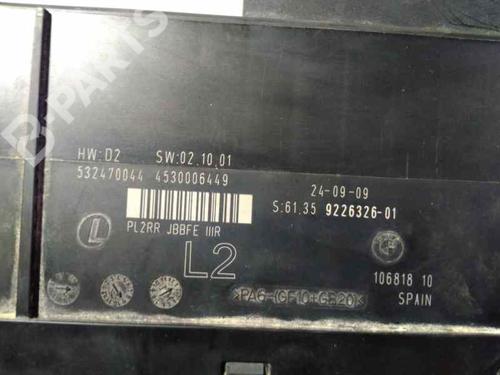 B-PARTS
HW:D2 SW:02.10.01
532470044 4530006449
24-09-09
S:61.35 9226326-01
L
PL2RR JBBFE IIIR
L2
106818 10
SPAIN
>PA6-(GF10+GB20)<